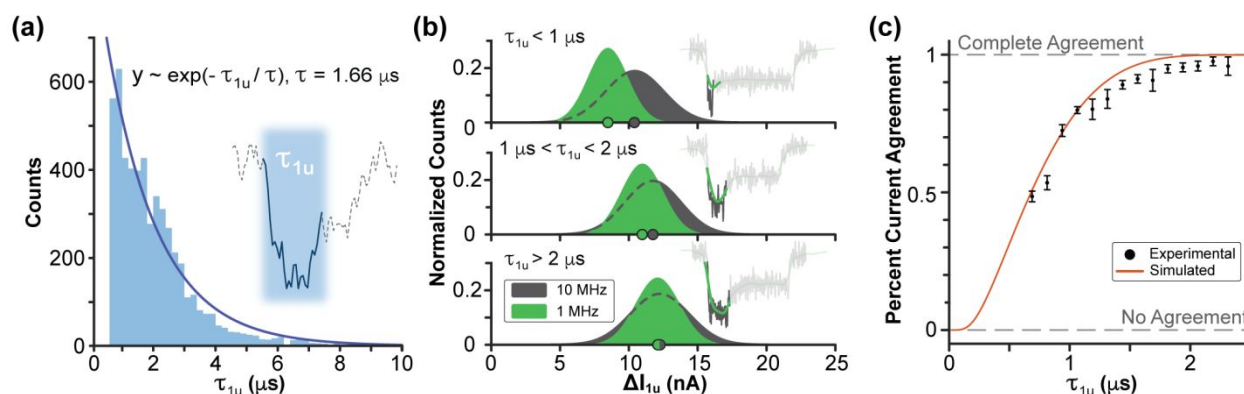 (a)
600
500
400
300
200
100
0
Counts
0 2 4 6 8 10
τ1u (μs)
y ~ exp(- τ1u / τ), τ = 1.66 μs
τ1u
(b)
τ1u < 1 μs
0.2
0
1 μs < τ1u < 2 μs
0.2
0
τ1u > 2 μs
0.2
0
10 MHz
1 MHz
Normalized Counts
0 5 10 15 20 25
ΔI1u (nA)
(c)
Complete Agreement
1
0.5
0
Percent Current Agreement
Experimental
Simulated
No Agreement
0 1 2
τ1u (μs)